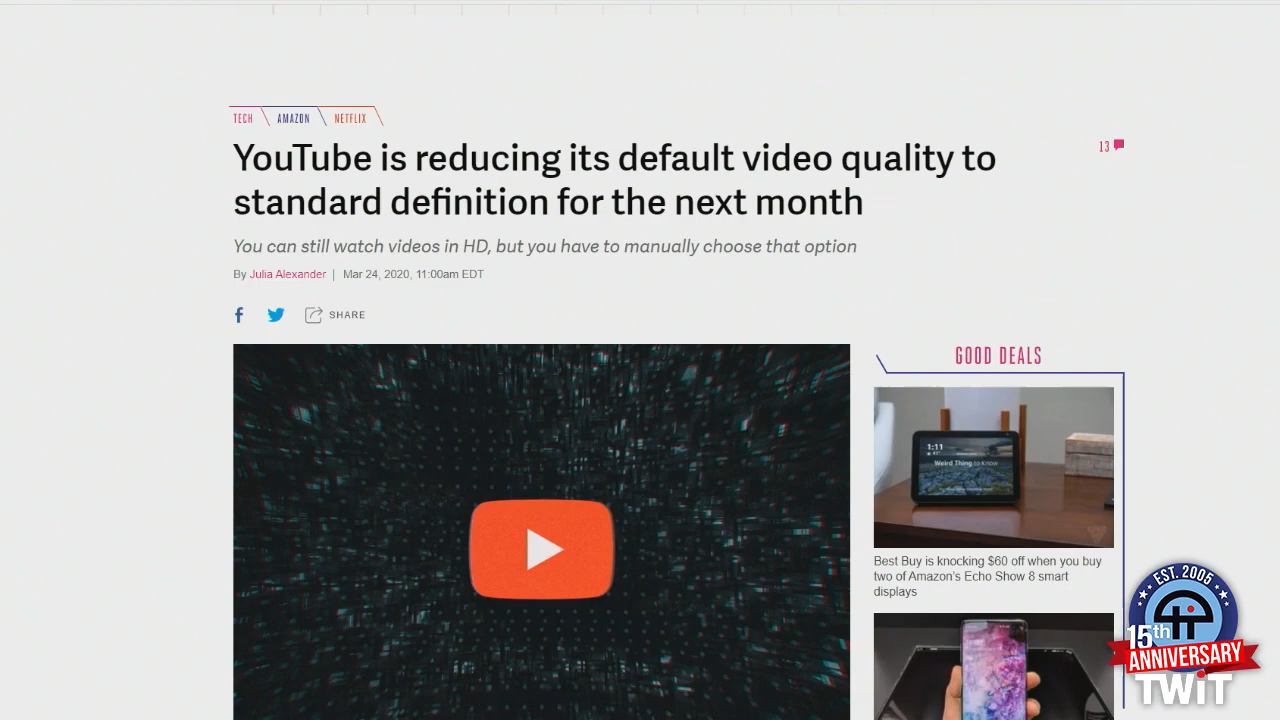 TECH
AMAZON
NETFLIX
YouTube is reducing its default video quality to
standard definition for the next month
13
You can still watch videos in HD, but you have to manually choose that option
By Julia Alexander | Mar 24, 2020, 11:00am EDT
SHARE
GOOD DEALS
1:11
Weird Thing to Know
Best Buy is knocking $60 off when you buy
two of Amazon's Echo Show 8 smart
displays
EST. 2005
15th
ANNIVERSARY
TWiT